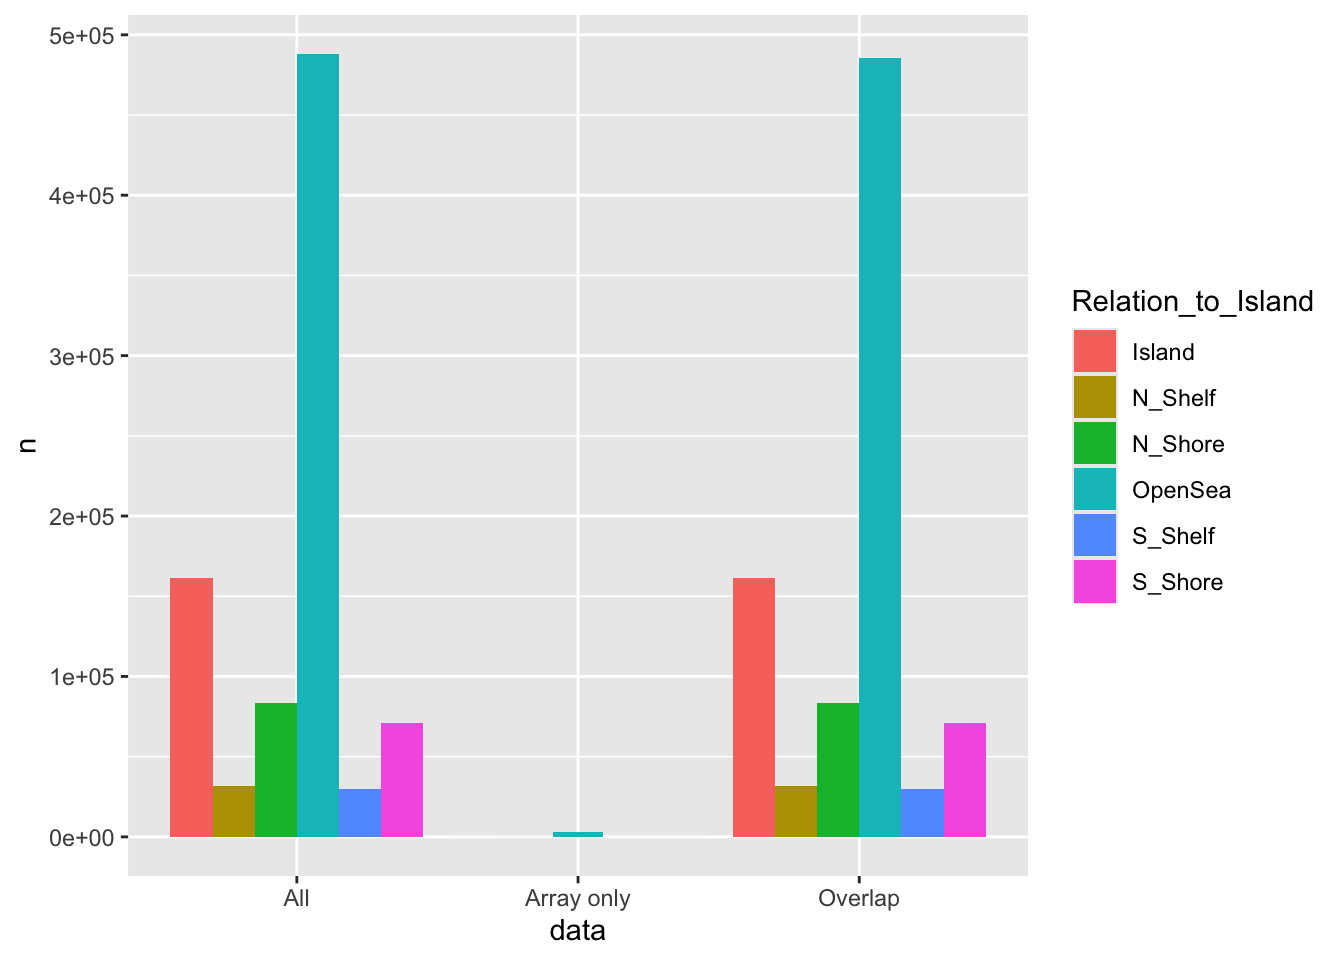 5e+05
4e+05
3e+05
2e+05
1e+05
0e+00
n
All
Array only
Overlap
data
Relation_to_Island
Island
N_Shelf
N_Shore
OpenSea
S_Shelf
S_Shore